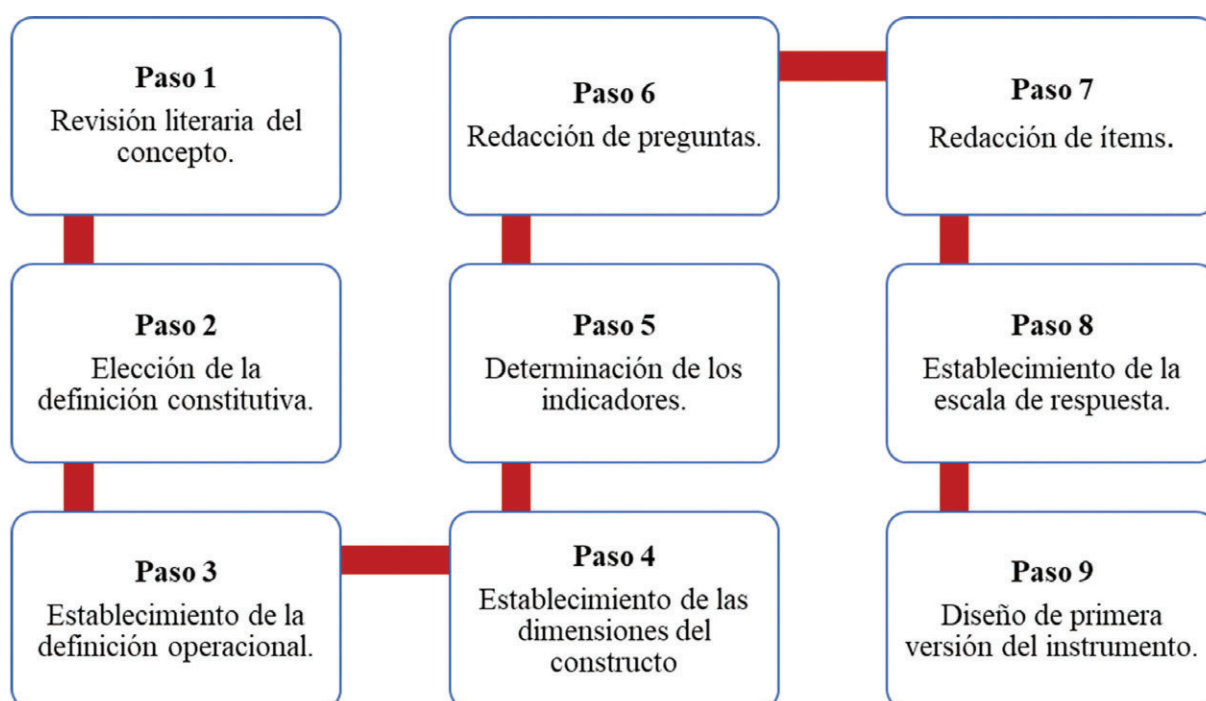 Paso 1
Revisión literaria del
concepto.
Paso 2
Elección de la
definición constitutiva.
Paso 3
Establecimiento de la
definición operacional.
Paso 4
Establecimiento de las
dimensiones del
constructo
Paso 5
Determinación de los
indicadores.
Paso 6
Redacción de preguntas.
Paso 7
Redacción de ítems.
Paso 8
Establecimiento de la
escala de respuesta.
Paso 9
Diseño de primera
versión del instrumento.